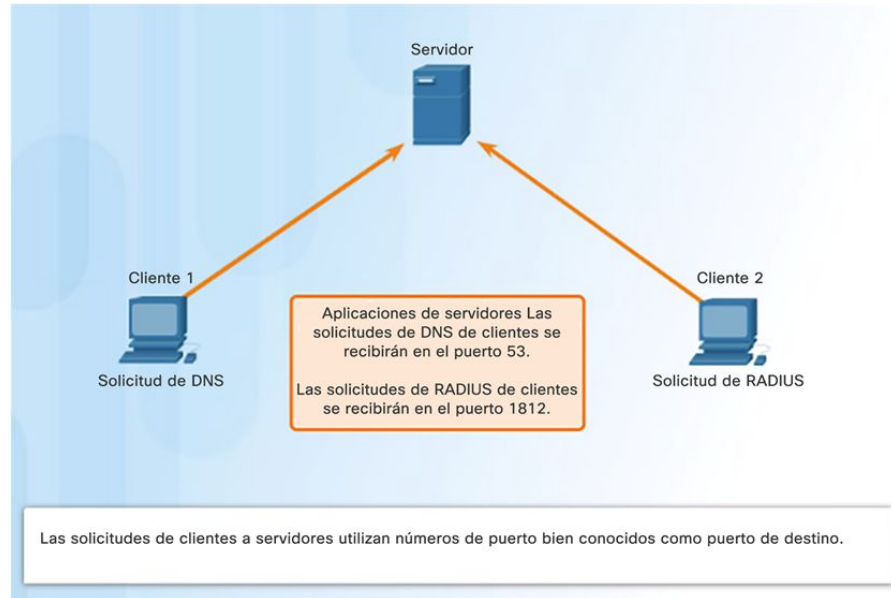 Servidor
Cliente 1
Cliente 2
Aplicaciones de servidores Las
solicitudes de DNS de clientes se
recibirán en el puerto 53.
Las solicitudes de RADIUS de clientes
se recibirán en el puerto 1812.
Solicitud de DNS
Solicitud de RADIUS
Las solicitudes de clientes a servidores utilizan números de puerto bien conocidos como puerto de destino.